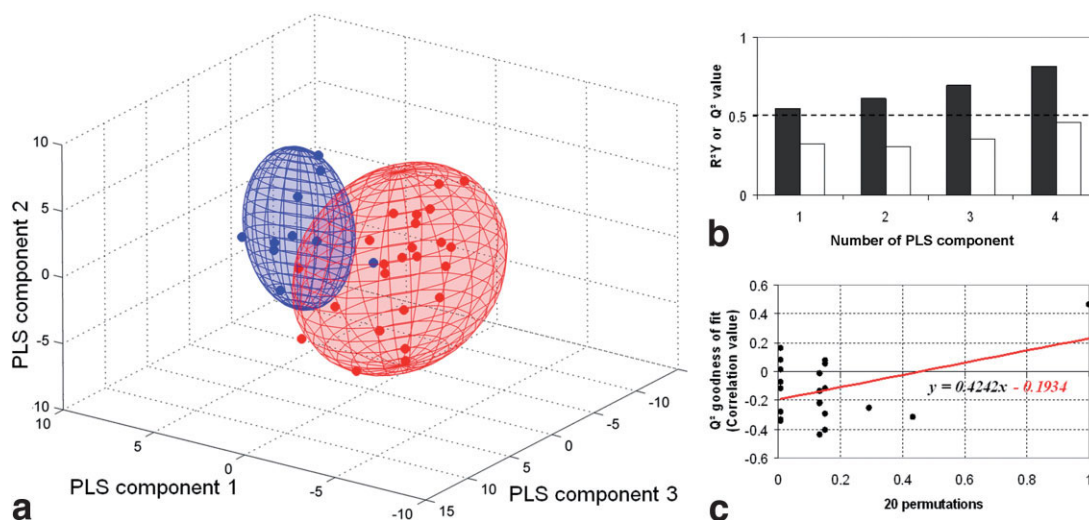 10
5
0
-5
10
PLS component 2
10
5
0
-5
-10
PLS component 1
15
10
5
0
-5
-10
PLS component 3
a
1
0.5
0
R²Y or Q² value
1 2 3 4
Number of PLS component
b
0.6
0.4
0.2
0
-0.2
-0.4
-0.6
Q² goodness of fit
(Correlation value)
y = 0.4242x - 0.1934
0 0.2 0.4 0.6 0.8 1
20 permutations
c